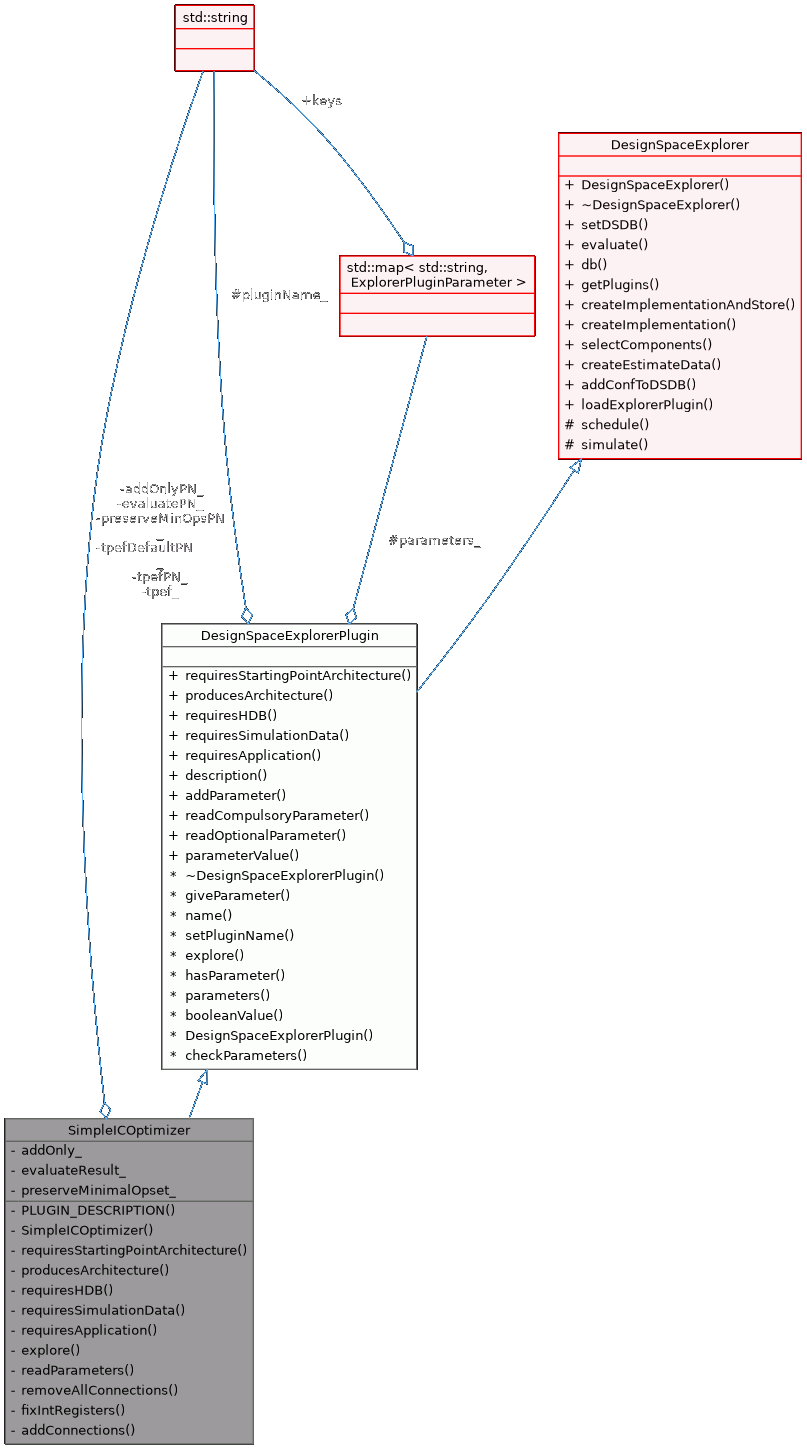 std::string
+keys
DesignSpaceExplorer
+ DesignSpaceExplorer()
+ ~DesignSpaceExplorer()
+ setDSDB()
+ evaluate()
+ db()
+ getPlugins()
+ createImplementationAndStore()
+ createImplementation()
+ selectComponents()
+ createEstimateData()
+ addConfToDSDB()
+ loadExplorerPlugin()
# schedule()
# simulate()
std::map< std::string,
ExplorerPluginParameter >
#pluginName_
-addOnlyPN_
-evaluatePN_
-preserveMinOpsPN
_
-tpefDefaultPN
_
-tpefPN_
-tpef_
#parameters_
DesignSpaceExplorerPlugin
+ requiresStartingPointArchitecture()
+ producesArchitecture()
+ requiresHDB()
+ requiresSimulationData()
+ requiresApplication()
+ description()
+ addParameter()
+ readCompulsoryParameter()
+ readOptionalParameter()
+ parameterValue()
* ~DesignSpaceExplorerPlugin()
* giveParameter()
* name()
* setPluginName()
* explore()
* hasParameter()
* parameters()
* booleanValue()
* DesignSpaceExplorerPlugin()
* checkParameters()
SimpleICOptimizer
- addOnly_
- evaluateResult_
- preserveMinimalOpset_
- PLUGIN_DESCRIPTION()
- SimpleICOptimizer()
- requiresStartingPointArchitecture()
- producesArchitecture()
- requiresHDB()
- requiresSimulationData()
- requiresApplication()
- explore()
- readParameters()
- removeAllConnections()
- fixIntRegisters()
- addConnections()